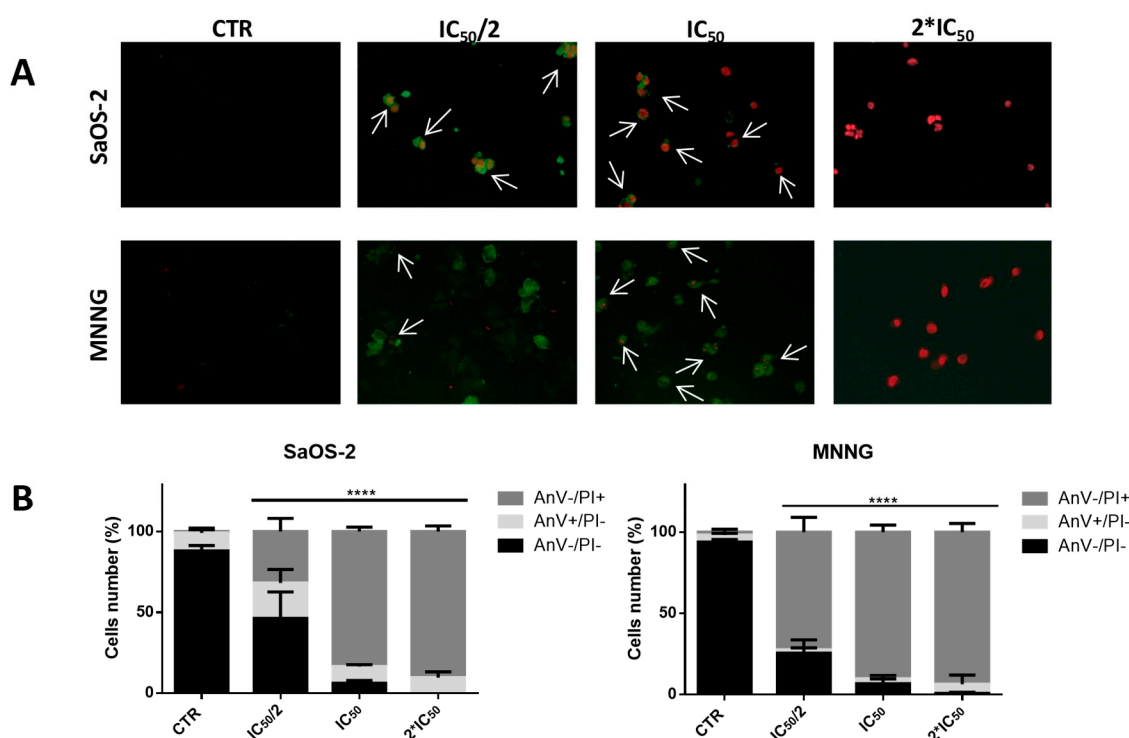 CTR IC₅₀/2 IC₅₀ 2*IC₅₀
A
SaOS-2
MNNG
B
SaOS-2
****
Cells number (%)
100
50
0
CTR IC₅₀/2 IC₅₀ 2*IC₅₀
AnV-/PI+
AnV+/PI-
AnV-/PI-
MNNG
****
Cells number (%)
100
50
0
CTR IC₅₀/2 IC₅₀ 2*IC₅₀
AnV-/PI+
AnV+/PI-
AnV-/PI-